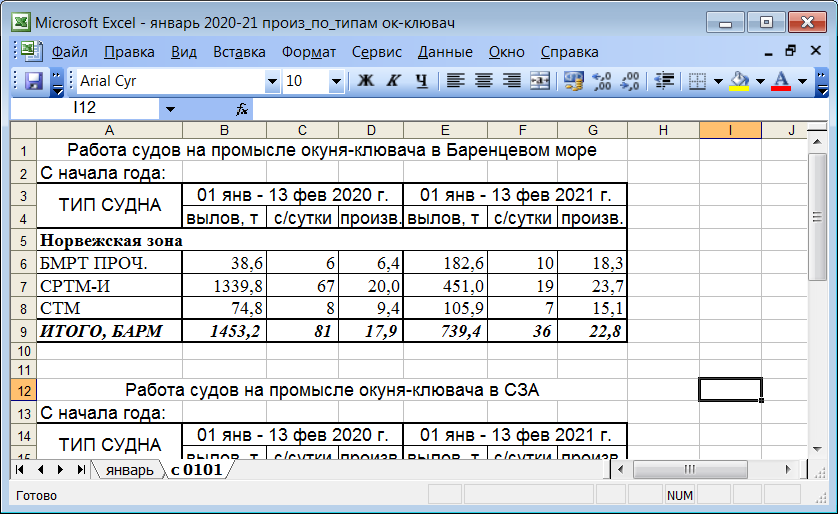 Microsoft Excel - январь 2020-21 произ_по_типам ок-клювач
Файл Правка Вид Вставка Формат Сервис Данные Окно Справка
Arial Cyr 10 Ж К Ч
I12 fx
A B C D E F G H I J
1 Работа судов на промысле окуня-клювача в Баренцевом море
2 С начала года:
3 ТИП СУДНА 01 янв - 13 фев 2020 г. 01 янв - 13 фев 2021 г.
4 вылов, т с/сутки произв. вылов, т с/сутки произв.
5 Норвежская зона
6 БМРТ ПРОЧ. 38,6 6 6,4 182,6 10 18,3
7 СРТМ-И 1339,8 67 20,0 451,0 19 23,7
8 СТМ 74,8 8 9,4 105,9 7 15,1
9 ИТОГО, БАРМ 1453,2 81 17,9 739,4 36 22,8
10
11
12 Работа судов на промысле окуня-клювача в СЗА
13 С начала года:
14 ТИП СУДНА 01 янв - 13 фев 2020 г. 01 янв - 13 фев 2021 г.
15 вылов, т с/сутки произв. вылов, т с/сутки произв.
январь с 0101
Готово NUM